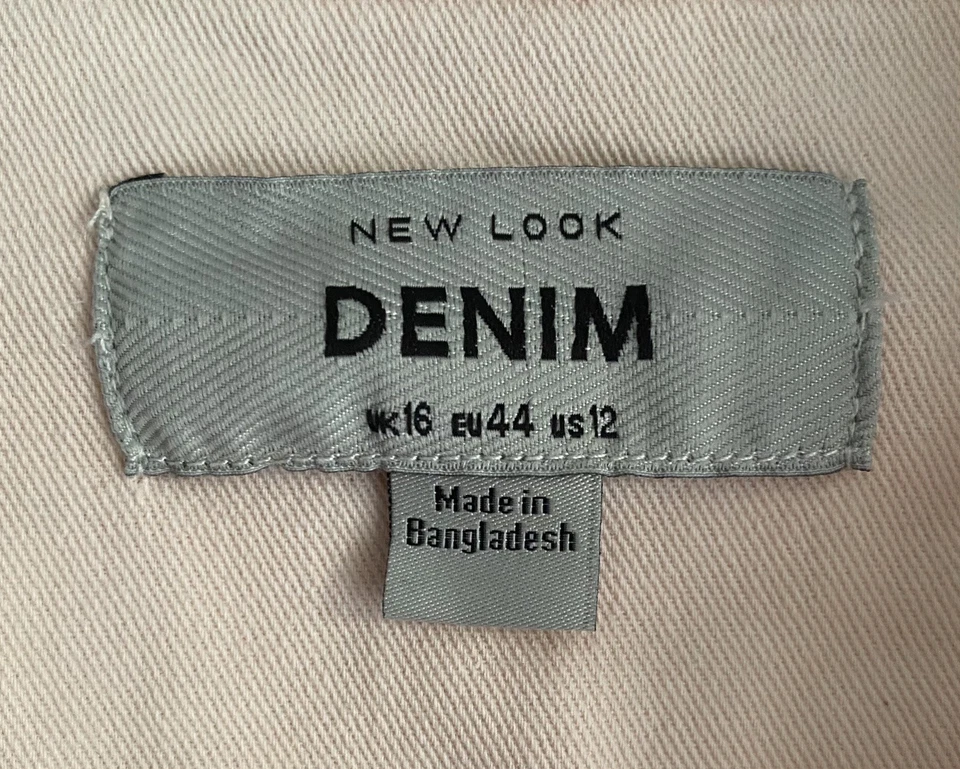 NEW LOOK
DENIM
UK16 EU44 US12
Made in
Bangladesh